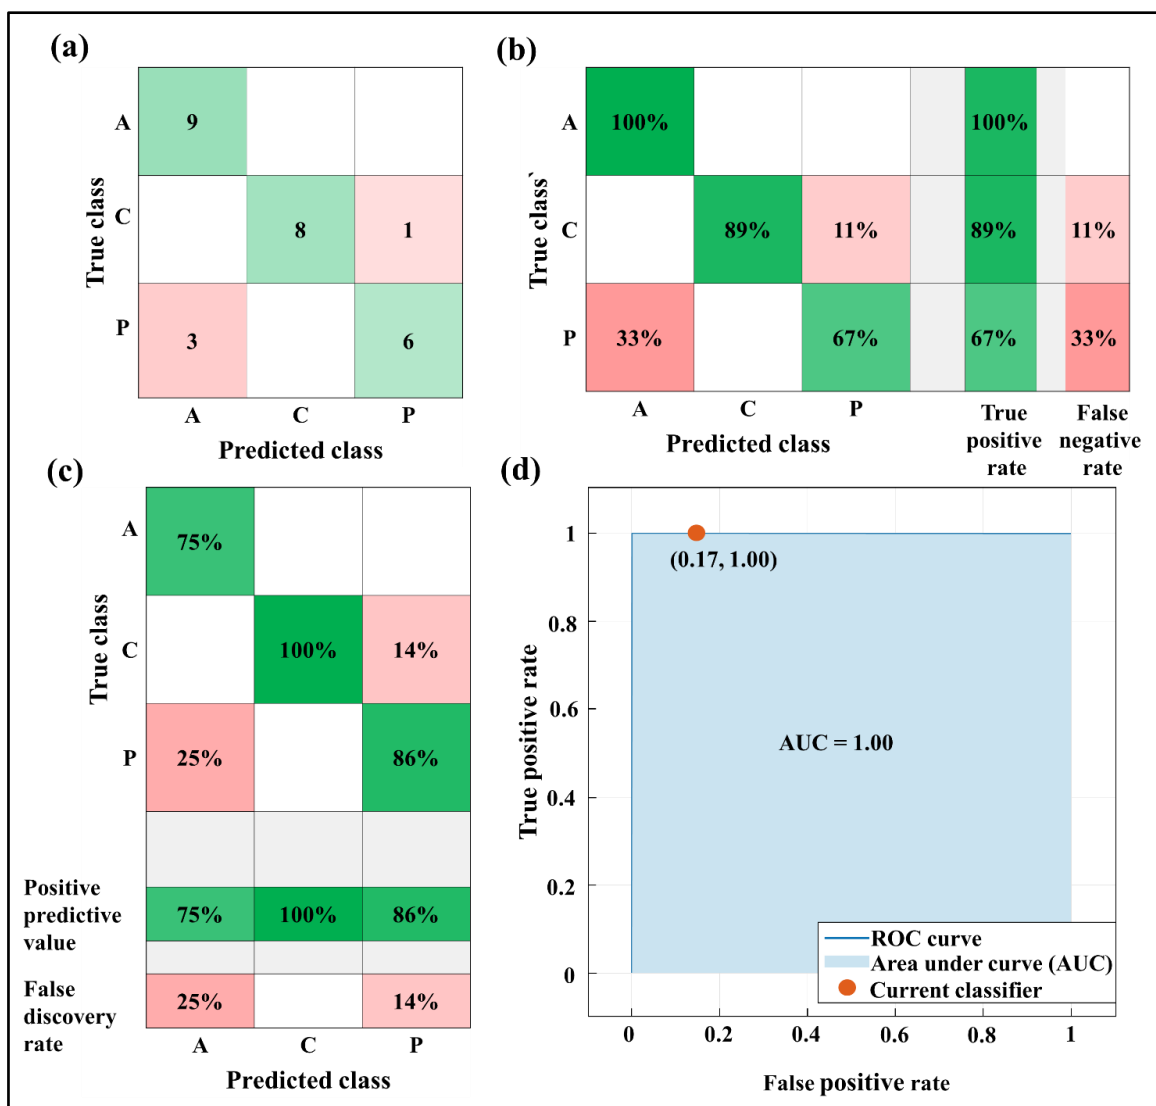 (a)
A
9
C
8
1
P
3
6
True class
A
C
P
Predicted class
(b)
A
100%
100%
C
89%
11%
89%
11%
P
33%
67%
67%
33%
True class`
A
C
P
Predicted class
True
positive
rate
False
negative
rate
(c)
A
75%
C
100%
14%
P
25%
86%
True class
Positive
predictive
value
75%
100%
86%
False
discovery
rate
25%
14%
A
C
P
Predicted class
(d)
1
(0.17, 1.00)
0.8
0.6
AUC = 1.00
0.4
0.2
0
True positive rate
ROC curve
Area under curve (AUC)
Current classifier
0
0.2
0.4
0.6
0.8
1
False positive rate